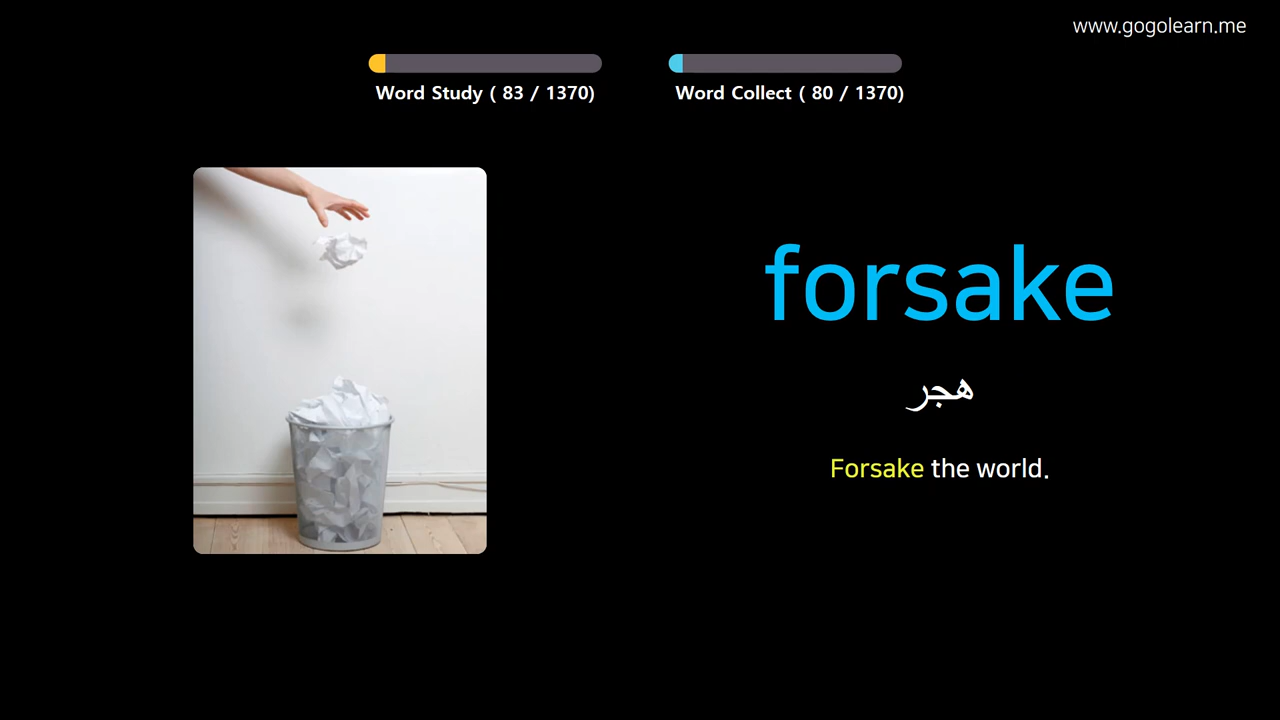 www.gogolearn.me
Word Study ( 83 / 1370)
Word Collect ( 80 / 1370)
forsake
هجر
Forsake the world.